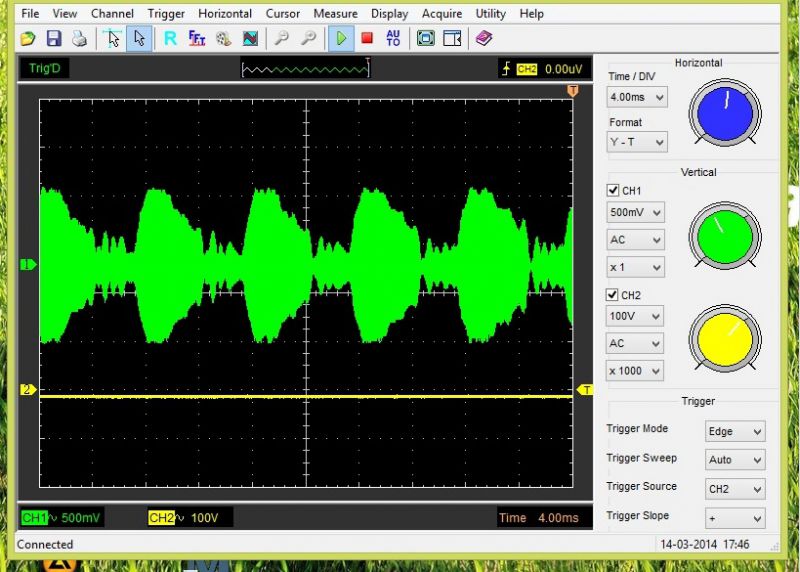 File View Channel Trigger Horizontal Cursor Measure Display Acquire Utility Help
R FFT AUTO
Trig'D T CH2 0.00uV
T
Horizontal
Time / DIV
4.00ms
Format
Y - T
Vertical
CH1
500mV
AC
x 1
CH2
100V
AC
x 1000
1
2
T
Trigger
Trigger Mode Edge
Trigger Sweep Auto
Trigger Source CH2
Trigger Slope +
CH1 500mV CH2 100V Time 4.00ms
Connected 14-03-2014 17:46